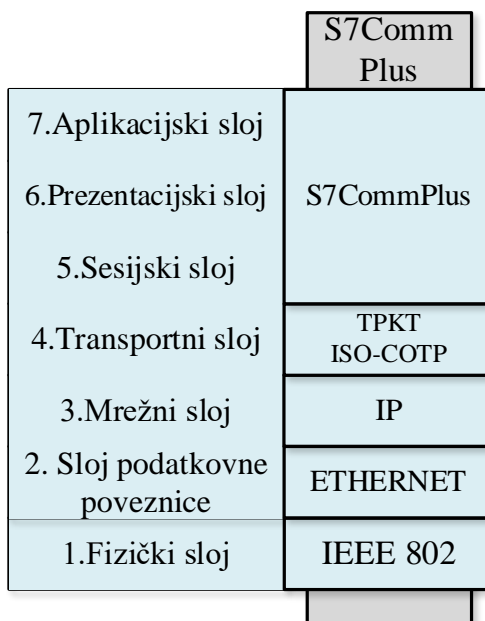 S7Comm
Plus
7.Aplikacijski sloj
6.Prezentacijski sloj
S7CommPlus
5.Sesijski sloj
4.Transportni sloj
TPKT
ISO-COTP
3.Mrežni sloj
IP
2. Sloj podatkovne
poveznice
ETHERNET
1.Fizički sloj
IEEE 802